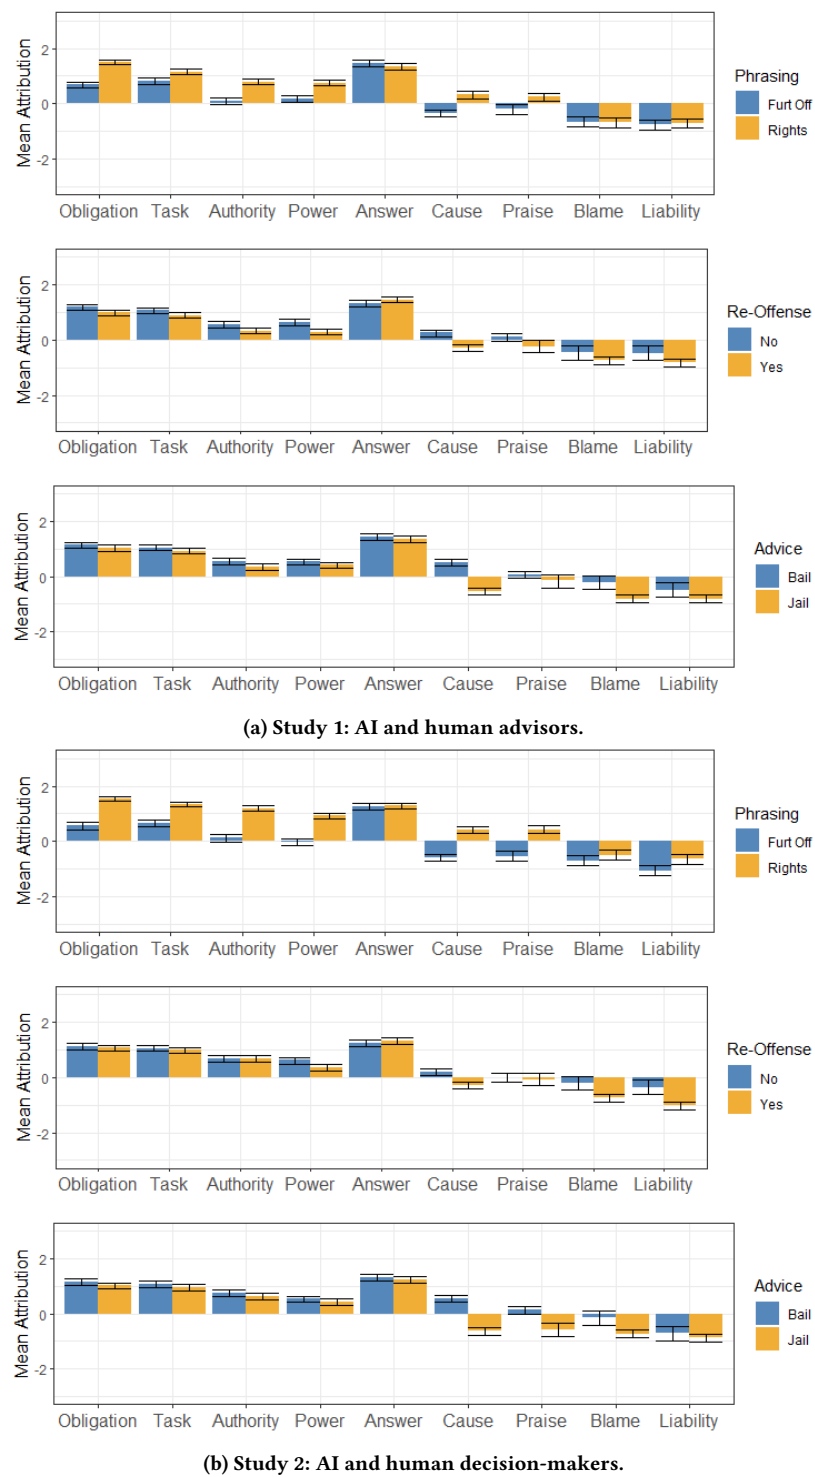 Mean Attribution
2
0
-2
Obligation Task Authority Power Answer Cause Praise Blame Liability
Phrasing
Furt Off
Rights
Mean Attribution
2
0
-2
Obligation Task Authority Power Answer Cause Praise Blame Liability
Re-Offense
No
Yes
Mean Attribution
2
0
-2
Obligation Task Authority Power Answer Cause Praise Blame Liability
Advice
Bail
Jail
(a) Study 1: AI and human advisors.
Mean Attribution
2
0
-2
Obligation Task Authority Power Answer Cause Praise Blame Liability
Phrasing
Furt Off
Rights
Mean Attribution
2
0
-2
Obligation Task Authority Power Answer Cause Praise Blame Liability
Re-Offense
No
Yes
Mean Attribution
2
0
-2
Obligation Task Authority Power Answer Cause Praise Blame Liability
Advice
Bail
Jail
(b) Study 2: AI and human decision-makers.